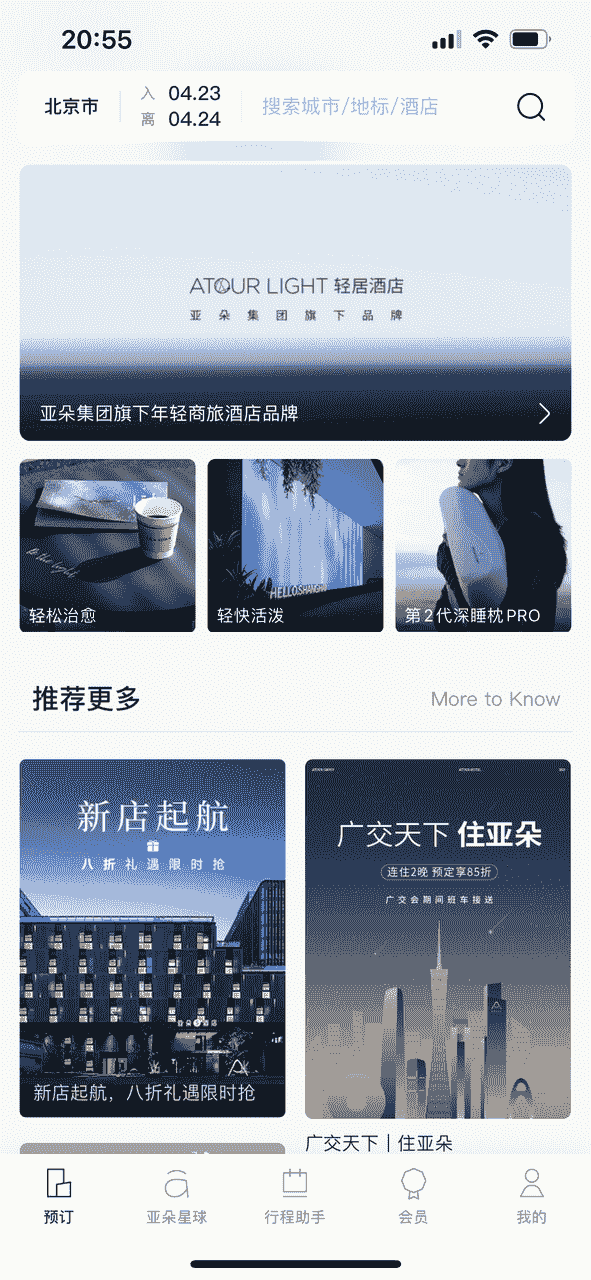 20:55
北京市
入 04.23
离 04.24
搜索城市/地标/酒店
ATOUR LIGHT 轻居酒店
亚朵集团旗下品牌
亚朵集团旗下年轻商旅酒店品牌
轻松治愈
HELLO SHANGHAI
轻快活泼
第2代深睡枕PRO
推荐更多
More to Know
新店起航
八折礼遇限时抢
新店起航，八折礼遇限时抢
广交天下 住亚朵
连住2晚 预定享85折
广交会期间班车接送
广交天下 | 住亚朵
预订
亚朵星球
行程助手
会员
我的